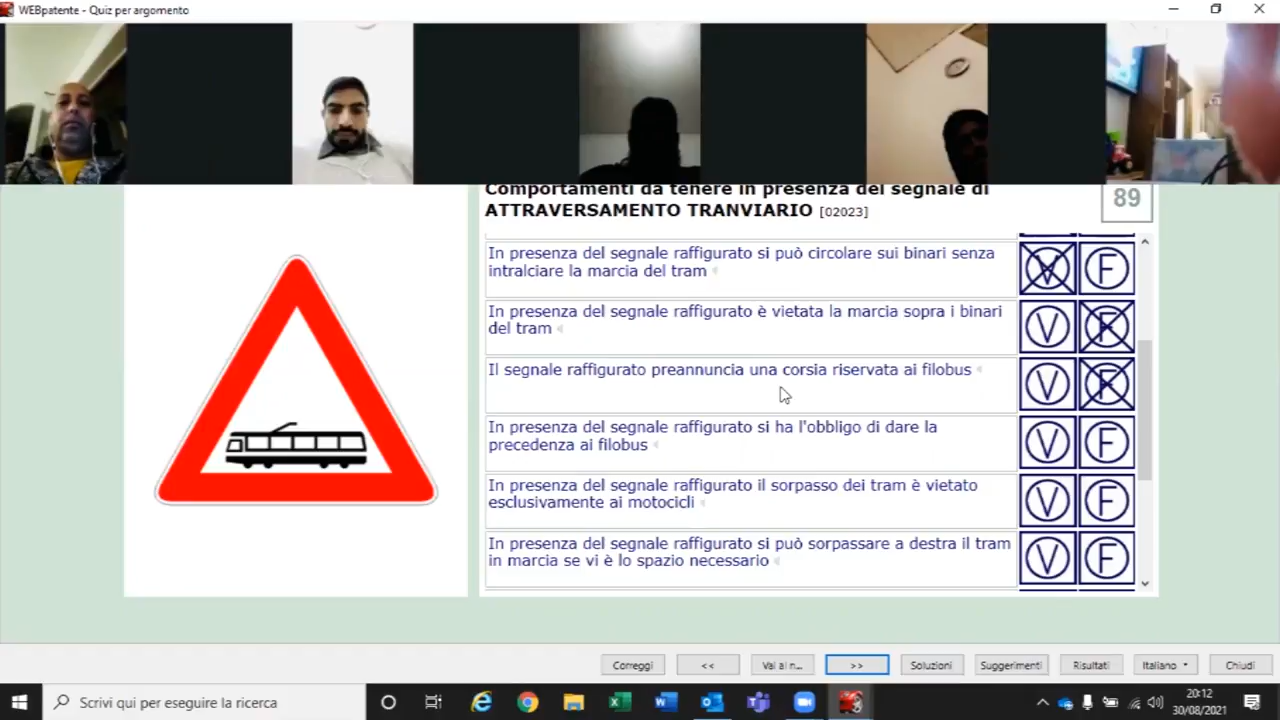 WEBpatente - Quiz per argomento
Comportamenti da tenere in presenza del segnale di
ATTRAVERSAMENTO TRANVIARIO [02023]
89
In presenza del segnale raffigurato si può circolare sui binari senza
intralciare la marcia del tram
V F
In presenza del segnale raffigurato è vietata la marcia sopra i binari
del tram
V F
Il segnale raffigurato preannuncia una corsia riservata ai filobus
V F
In presenza del segnale raffigurato si ha l'obbligo di dare la
precedenza ai filobus
V F
In presenza del segnale raffigurato il sorpasso dei tram è vietato
esclusivamente ai motocicli
V F
In presenza del segnale raffigurato si può sorpassare a destra il tram
in marcia se vi è lo spazio necessario
V F
Correggi << Vai al n... >> Soluzioni Suggerimenti Risultati Italiano Chiudi
Scrivi qui per eseguire la ricerca
20:12
30/08/2021